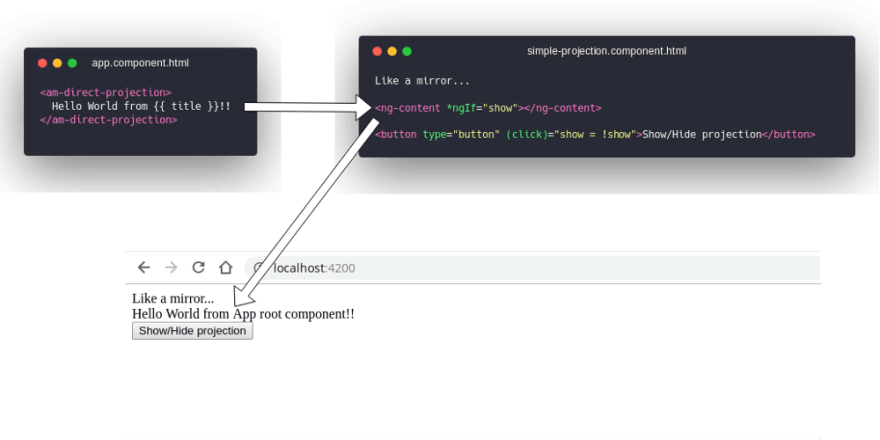 app.component.html
<am-direct-projection>
Hello World from {{ title }}!!
</am-direct-projection>
simple-projection.component.html
Like a mirror...
<ng-content *ngIf="show"></ng-content>
<button type="button" (click)="show = !show">Show/Hide projection</button>
localhost:4200
Like a mirror...
Hello World from App root component!!
Show/Hide projection